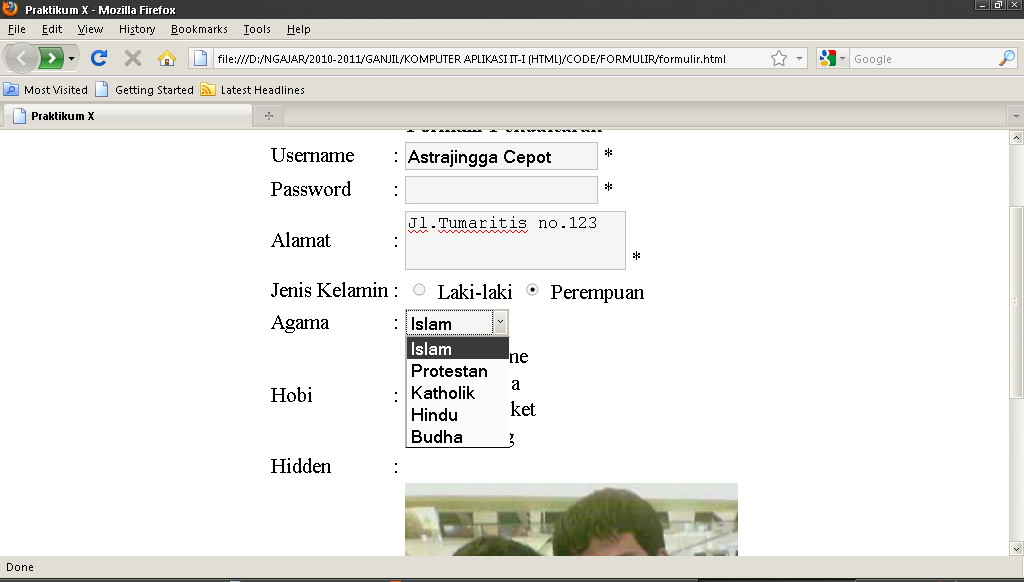 Praktikum X - Mozilla Firefox
File Edit View History Bookmarks Tools Help
file:///D:/NGAJAR/2010-2011/GANJIL/KOMPUTER APLIKASI IT-I (HTML)/CODE/FORMULIR/formulir.html Google
Most Visited Getting Started Latest Headlines
Praktikum X
Username : Astrajingga Cepot *
Password : *
Alamat : Jl.Tumaritis no.123 *
Jenis Kelamin : Laki-laki Perempuan
Agama : Islam
Islam
me
Protestan
a
Katholik
Hobi :
ket
Hindu
Budha
g
Hidden :
Done